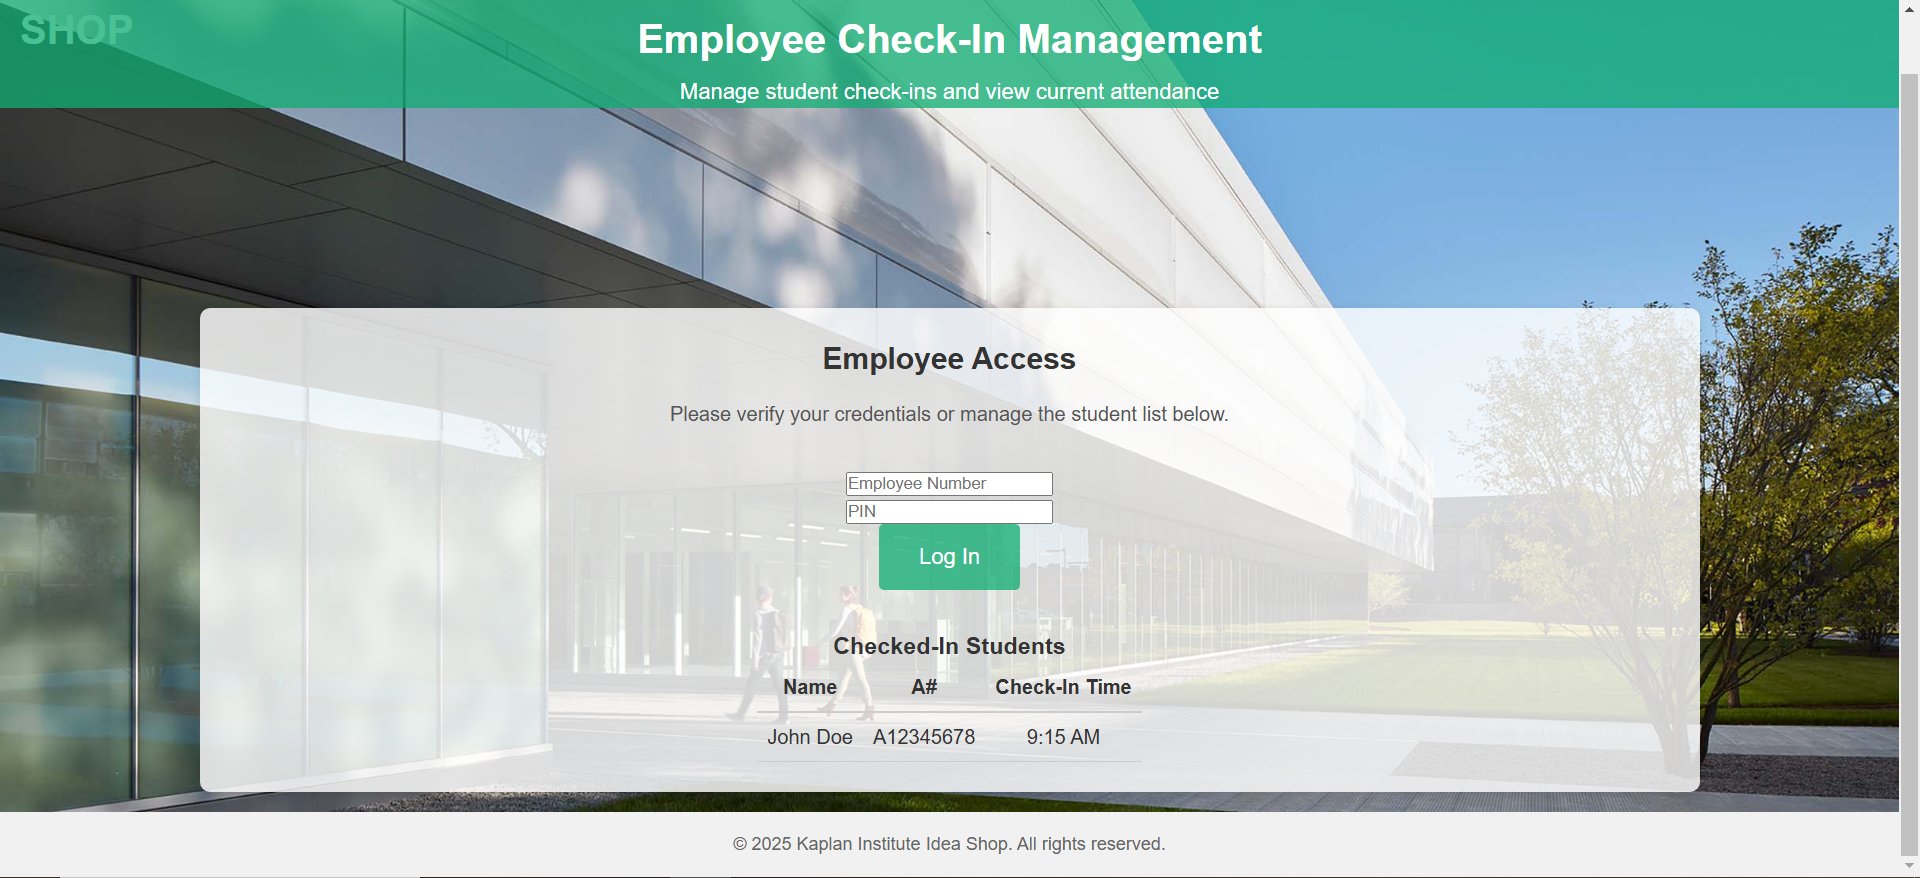 SHOP
Employee Check-In Management
Manage student check-ins and view current attendance
Employee Access
Please verify your credentials or manage the student list below.
Employee Number
PIN
Log In
Checked-In Students
Name A# Check-In Time
John Doe A12345678 9:15 AM
© 2025 Kaplan Institute Idea Shop. All rights reserved.